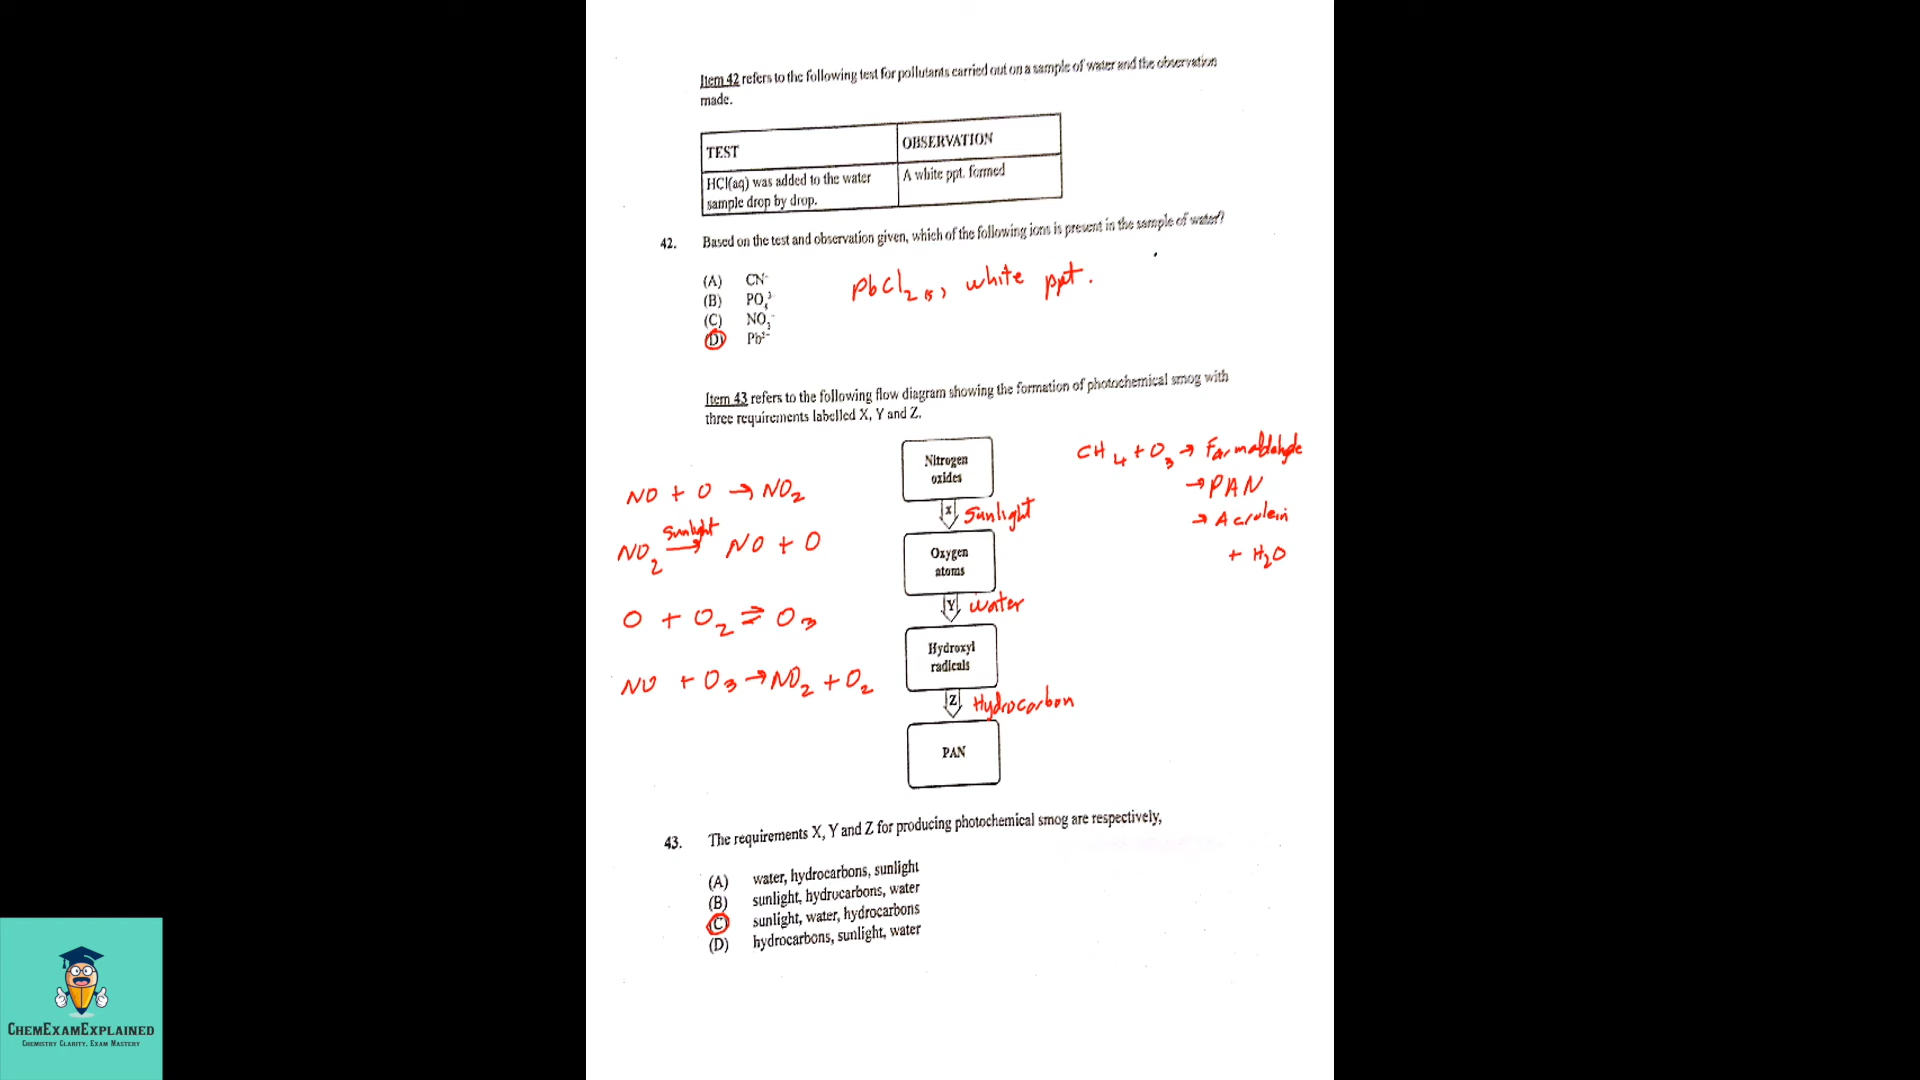 Item 42 refers to the following test for pollutants carried out on a sample of water and the observation
made.
TEST
OBSERVATION
HCl(aq) was added to the water
sample drop by drop.
A white ppt. formed
42. Based on the test and observation given, which of the following ions is present in the sample of water?
(A) CN⁻
(B) PO₄³⁻
(C) NO₃⁻
(D) Pb²⁺
PbCl₂(s), white ppt.
Item 43 refers to the following flow diagram showing the formation of photochemical smog with
three requirements labelled X, Y and Z.
Nitrogen
oxides
X Sunlight
Oxygen
atoms
Y water
Hydroxyl
radicals
Z Hydrocarbon
PAN
NO + O → NO₂
NO₂ sunlight → NO + O
O + O₂ ⇌ O₃
NO + O₃ → NO₂ + O₂
CH₄ + O₃ → Farmaldehyde
→ PAN
→ Acrolein
+ H₂O
43. The requirements X, Y and Z for producing photochemical smog are respectively,
(A) water, hydrocarbons, sunlight
(B) sunlight, hydrocarbons, water
(C) sunlight, water, hydrocarbons
(D) hydrocarbons, sunlight, water
CHEMEXAMEXPLAINED
CHEMISTRY CLARITY, EXAM MASTERY